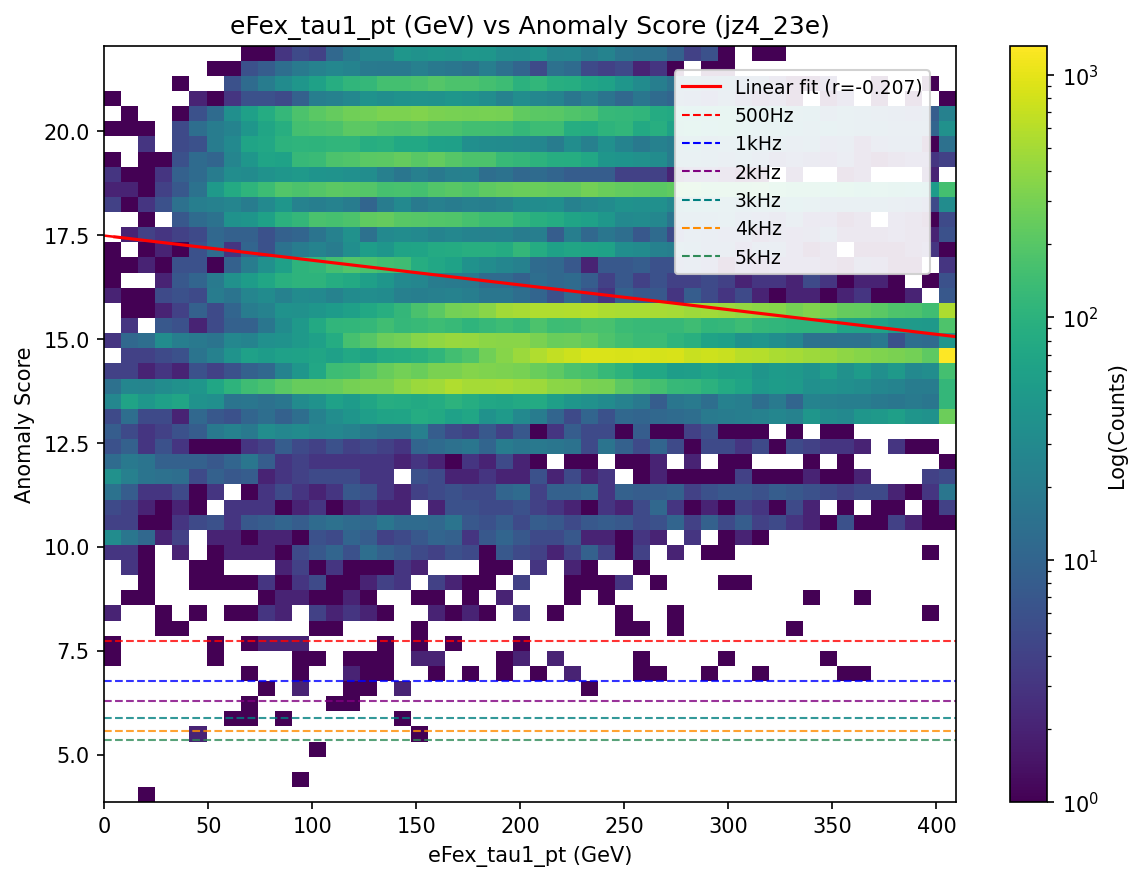 eFex_tau1_pt (GeV) vs Anomaly Score (jz4_23e)
Linear fit (r=-0.207)
500Hz
1kHz
2kHz
3kHz
4kHz
5kHz
20.0
17.5
15.0
12.5
10.0
7.5
5.0
Anomaly Score
0 50 100 150 200 250 300 350 400
eFex_tau1_pt (GeV)
10³
10²
10¹
10⁰
Log(Counts)